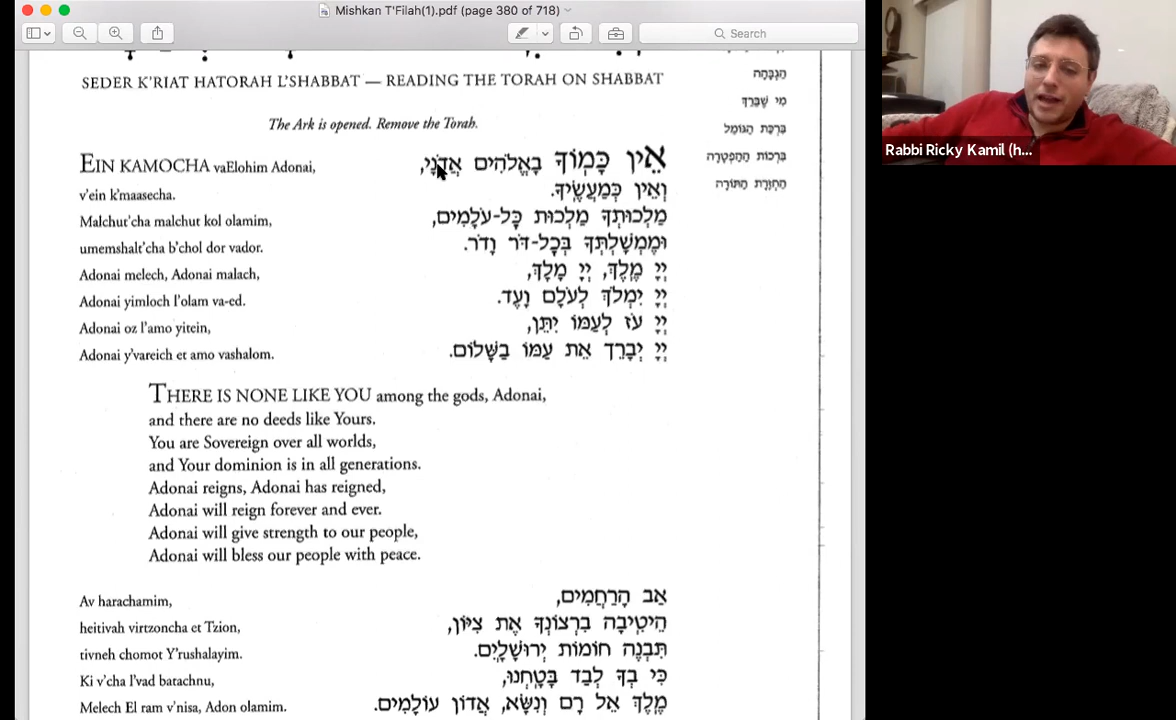 Mishkan T'Filah(1).pdf (page 380 of 718)
Search
SEDER K'RIAT HATORAH L'SHABBAT — READING THE TORAH ON SHABBAT
The Ark is opened. Remove the Torah.
EIN KAMOCHA vaElohim Adonai,
v'ein k'maasecha.
Malchut'cha malchut kol olamim,
umemshalt'cha b'chol dor vador.
Adonai melech, Adonai malach,
Adonai yimloch l'olam va-ed.
Adonai oz l'amo yitein,
Adonai y'vareich et amo vashalom.
אֵין כָּמֽוֹךָ בָאֱלֹהִים אֲדֹנָי,
וְאֵין כְּמַעֲשֶֽׂיךָ.
מַלְכוּתְךָ מַלְכוּת כָּל-עֹלָמִים,
וּמֶמְשַׁלְתְּךָ בְּכָל-דֹּר וָדֹר.
יְיָ מֶֽלֶךְ, יְיָ מָלָךְ,
יְיָ יִמְלֹךְ לְעֹלָם וָעֶד.
יְיָ עֹז לְעַמּוֹ יִתֵּן,
יְיָ יְבָרֵךְ אֶת עַמּוֹ בַשָּׁלוֹם.
הַגְבָּהָה
מִי שֶׁבֵּרַךְ
בִּרְכַּת הַגּוֹמֵל
בִּרְכוֹת הַהַפְטָרָה
הַחְזָרַת הַתּוֹרָה
THERE IS NONE LIKE YOU among the gods, Adonai,
and there are no deeds like Yours.
You are Sovereign over all worlds,
and Your dominion is in all generations.
Adonai reigns, Adonai has reigned,
Adonai will reign forever and ever.
Adonai will give strength to our people,
Adonai will bless our people with peace.
Av harachamim,
heitivah virtzoncha et Tzion,
tivneh chomot Y'rushalayim.
Ki v'cha l'vad batachnu,
Melech El ram v'nisa, Adon olamim.
אַב הָרַחֲמִים,
הֵיטִֽיבָה בִרְצוֹנְךָ אֶת צִיּוֹן,
תִּבְנֶה חוֹמוֹת יְרוּשָׁלָֽיִם.
כִּי בְךָ לְבַד בָּטָֽחְנוּ,
מֶֽלֶךְ אֵל רָם וְנִשָּׂא, אֲדוֹן עוֹלָמִים.
Rabbi Ricky Kamil (h...